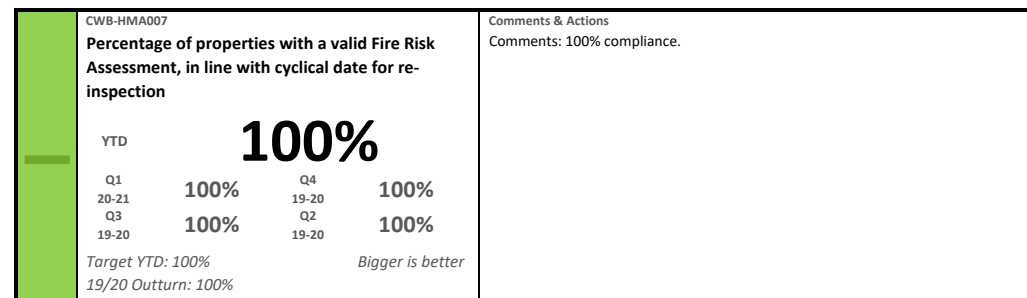 CWB-HMA007
Percentage of properties with a valid Fire Risk
Assessment, in line with cyclical date for re-
inspection
YTD 100%
Q1 20-21 100% Q4 19-20 100%
Q3 19-20 100% Q2 19-20 100%
Target YTD: 100% Bigger is better
19/20 Outturn: 100%
Comments & Actions
Comments: 100% compliance.